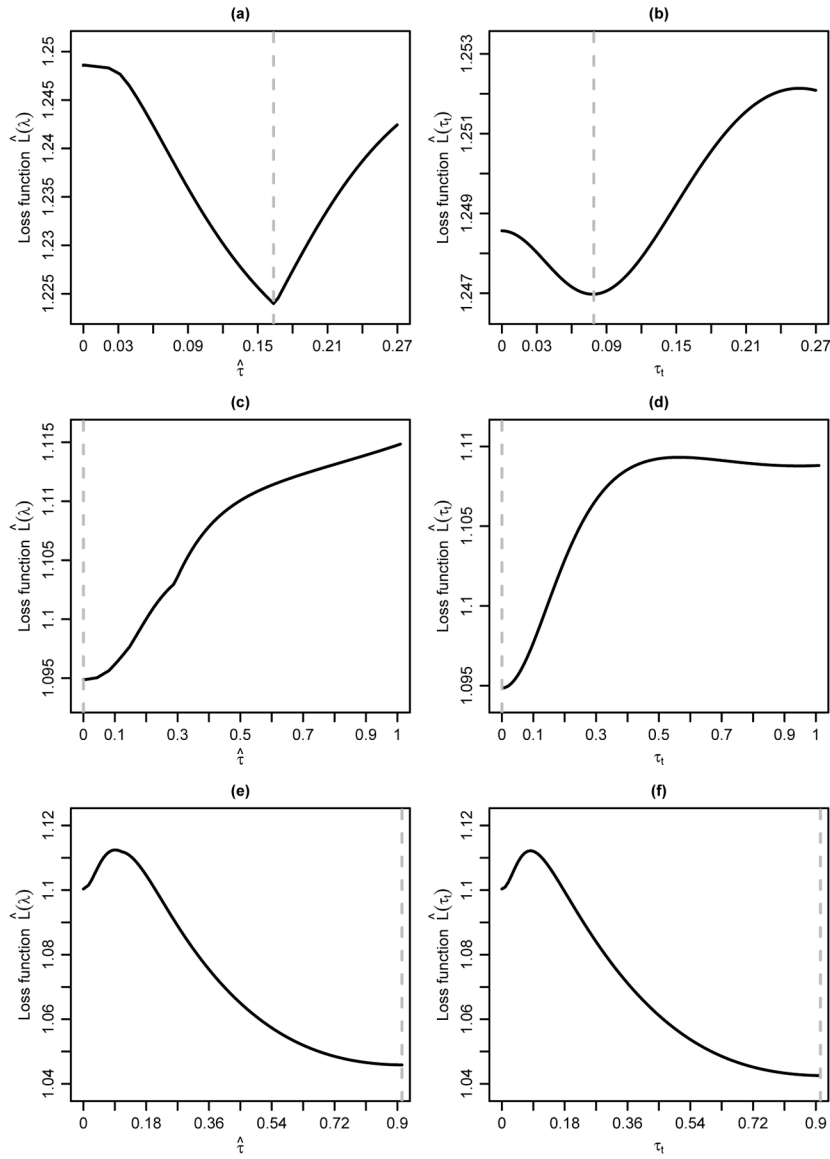 (a)
Loss function L̂(λ)
1.25
1.245
1.24
1.235
1.23
1.225
0 0.03 0.09 0.15 0.21 0.27
τ̂
(b)
Loss function L̂(τₜ)
1.253
1.251
1.249
1.247
0 0.03 0.09 0.15 0.21 0.27
τₜ
(c)
Loss function L̂(λ)
1.115
1.11
1.105
1.1
1.095
0 0.1 0.3 0.5 0.7 0.9 1
τ̂
(d)
Loss function L̂(τₜ)
1.11
1.105
1.1
1.095
0 0.1 0.3 0.5 0.7 0.9 1
τₜ
(e)
Loss function L̂(λ)
1.12
1.1
1.08
1.06
1.04
0 0.18 0.36 0.54 0.72 0.9
τ̂
(f)
Loss function L̂(τₜ)
1.12
1.1
1.08
1.06
1.04
0 0.18 0.36 0.54 0.72 0.9
τₜ